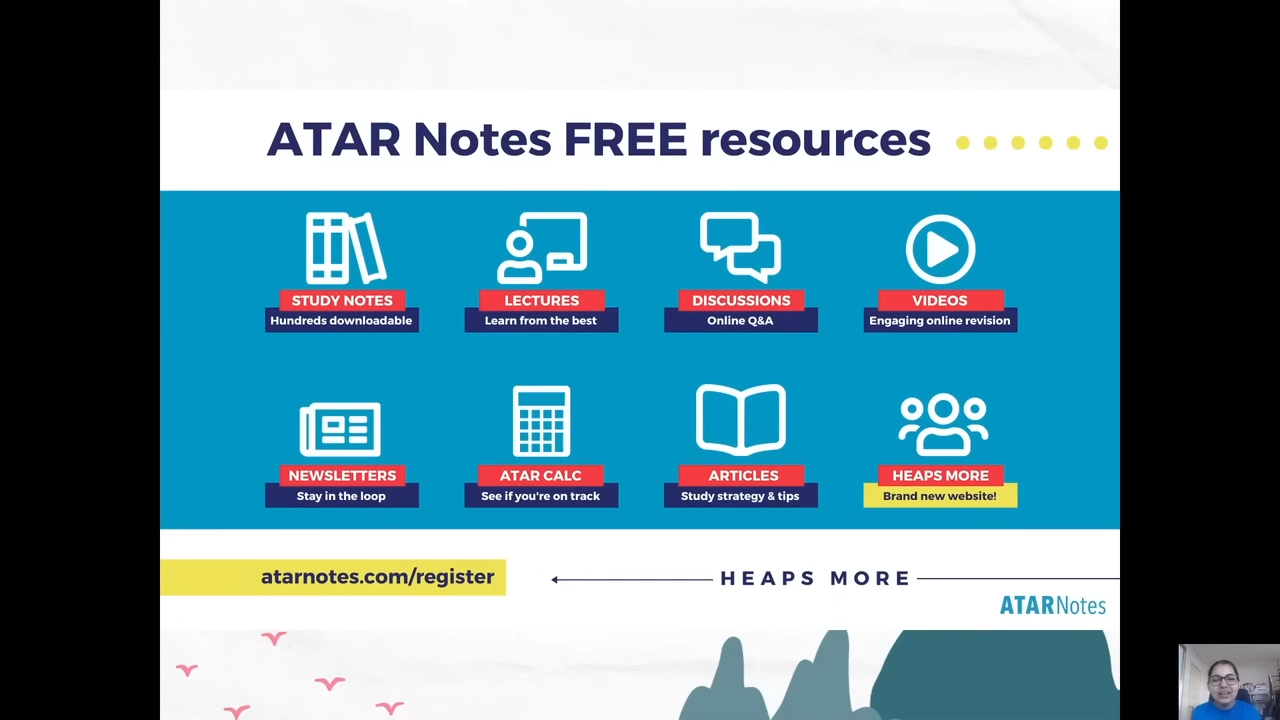 ATAR Notes FREE resources
STUDY NOTES
Hundreds downloadable
LECTURES
Learn from the best
DISCUSSIONS
Online Q&A
VIDEOS
Engaging online revision
NEWSLETTERS
Stay in the loop
ATAR CALC
See if you're on track
ARTICLES
Study strategy & tips
HEAPS MORE
Brand new website!
atarnotes.com/register
HEAPS MORE
ATARNotes